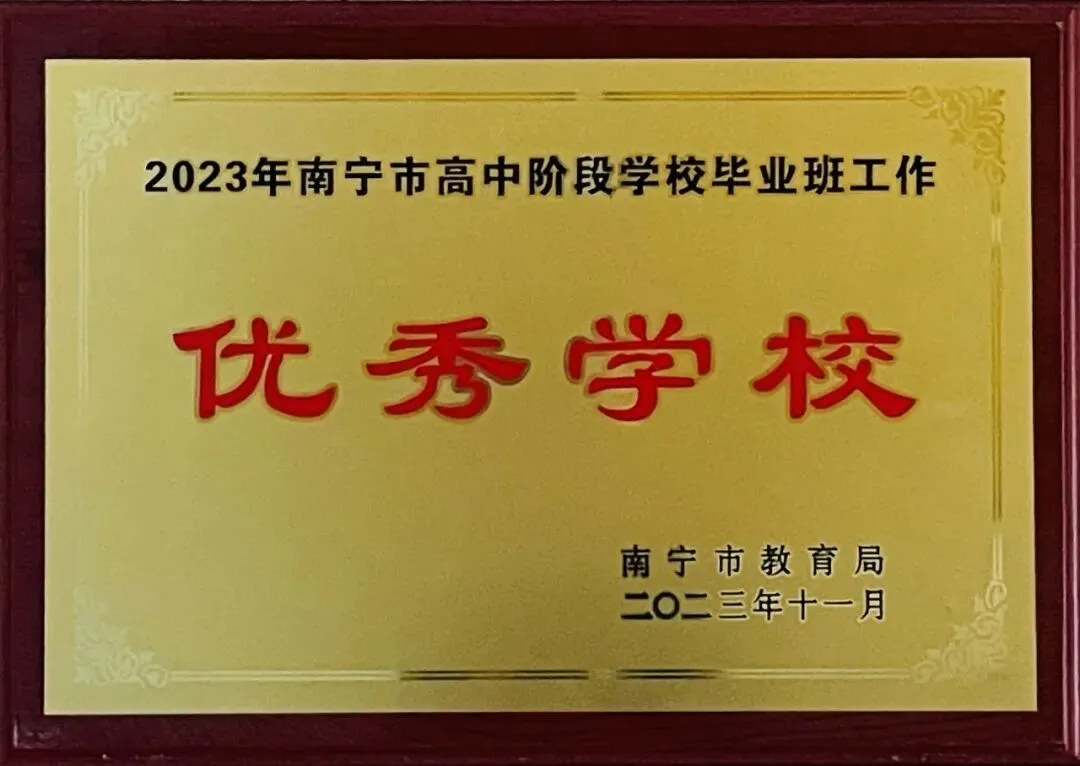 2023年南宁市高中阶段学校毕业班工作
优秀学校
南宁市教育局
二〇二三年十一月